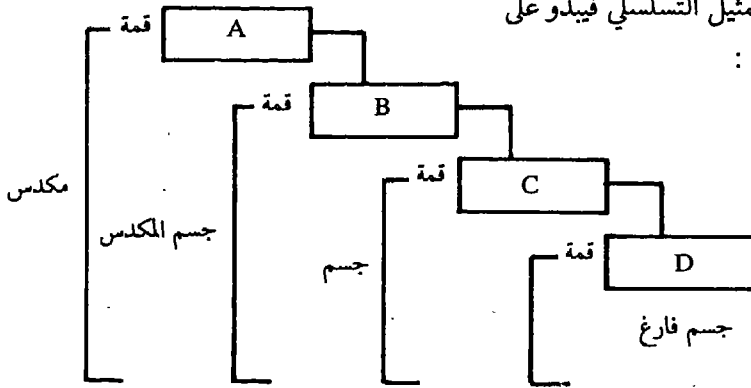 مثيل التسلسلي فيبدو على
:
قمة A
قمة B
قمة C
قمة D
مكدس
جسم المكدس
جسم
جسم فارغ